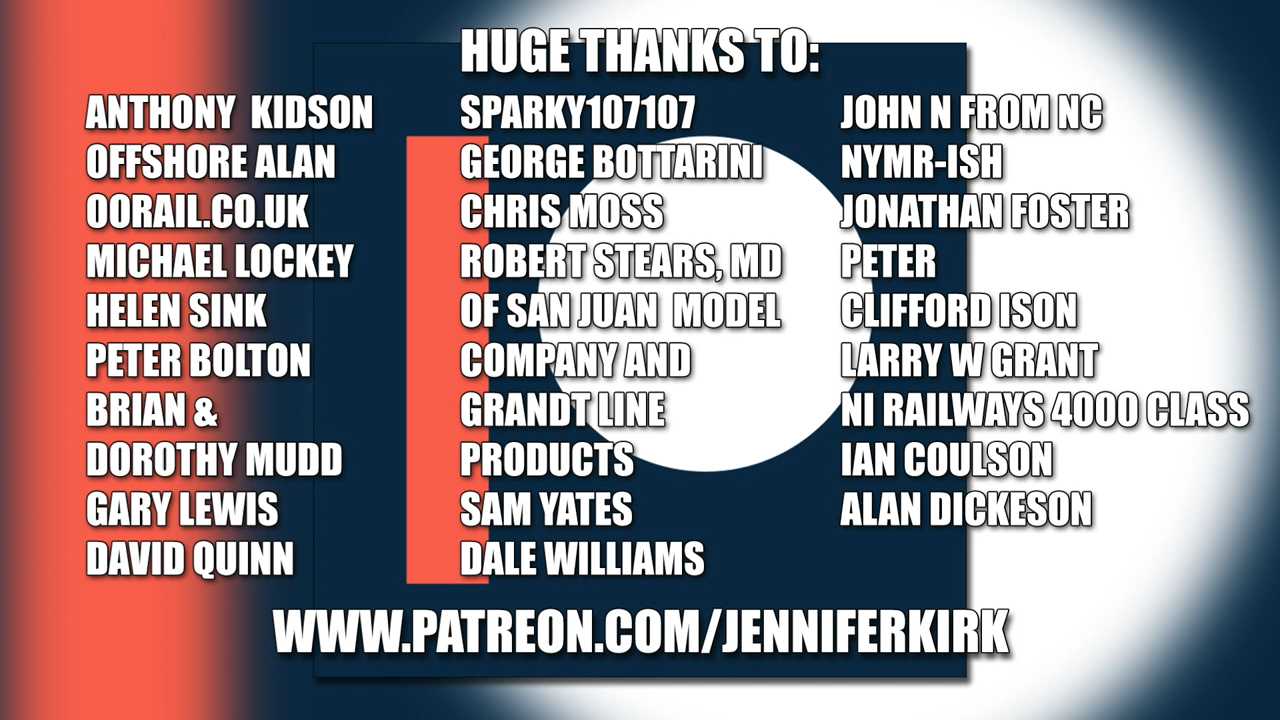 HUGE THANKS TO:
ANTHONY KIDSON
OFFSHORE ALAN
OORAIL.CO.UK
MICHAEL LOCKEY
HELEN SINK
PETER BOLTON
BRIAN &
DOROTHY MUDD
GARY LEWIS
DAVID QUINN
SPARKY107107
GEORGE BOTTARINI
CHRIS MOSS
ROBERT STEARS, MD
OF SAN JUAN MODEL
COMPANY AND
GRANDT LINE
PRODUCTS
SAM YATES
DALE WILLIAMS
JOHN N FROM NC
NYMR-ISH
JONATHAN FOSTER
PETER
CLIFFORD ISON
LARRY W GRANT
NI RAILWAYS 4000 CLASS
IAN COULSON
ALAN DICKESON
WWW.PATREON.COM/JENNIFERKIRK